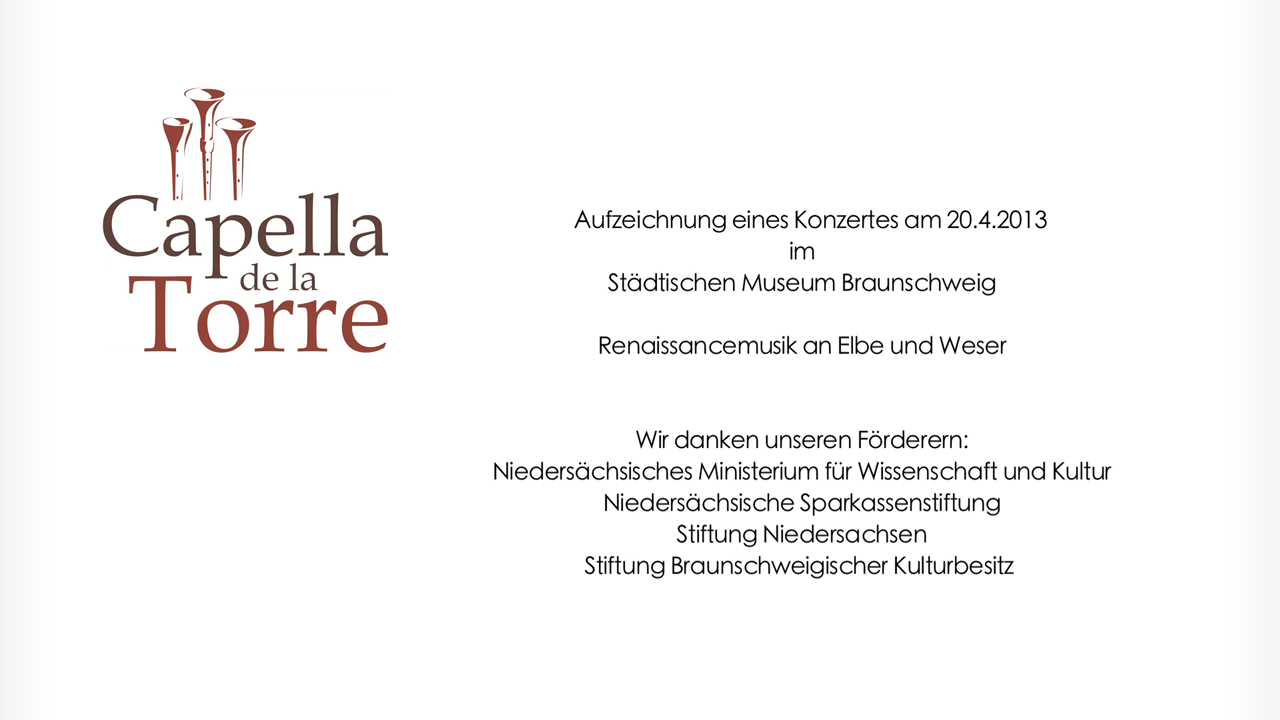 Capella
de la
Torre
Aufzeichnung eines Konzertes am 20.4.2013
im
Städtischen Museum Braunschweig
Renaissancemusik an Elbe und Weser
Wir danken unseren Förderern:
Niedersächsisches Ministerium für Wissenschaft und Kultur
Niedersächsische Sparkassenstiftung
Stiftung Niedersachsen
Stiftung Braunschweigischer Kulturbesitz